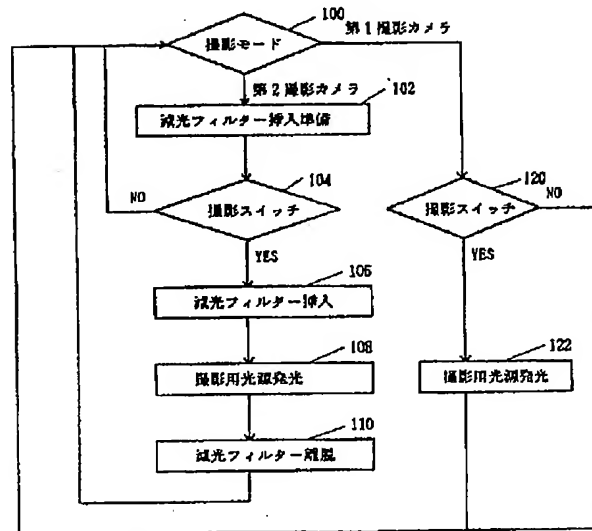 100
撮影モード
第1撮影カメラ
第2撮影カメラ
102
減光フィルター挿入準備
104
NO
撮影スイッチ
YES
120
撮影スイッチ
NO
YES
106
減光フィルター挿入
108
撮影用光源発光
122
撮影用光源発光
110
減光フィルター離脱